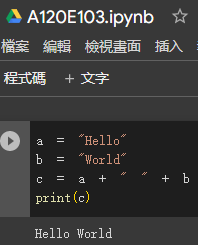 A120E103.ipynb
檔案 編輯 檢視畫面 插入
程式碼 + 文字
a = "Hello"
b = "World"
c = a + " " + b
print(c)
Hello World